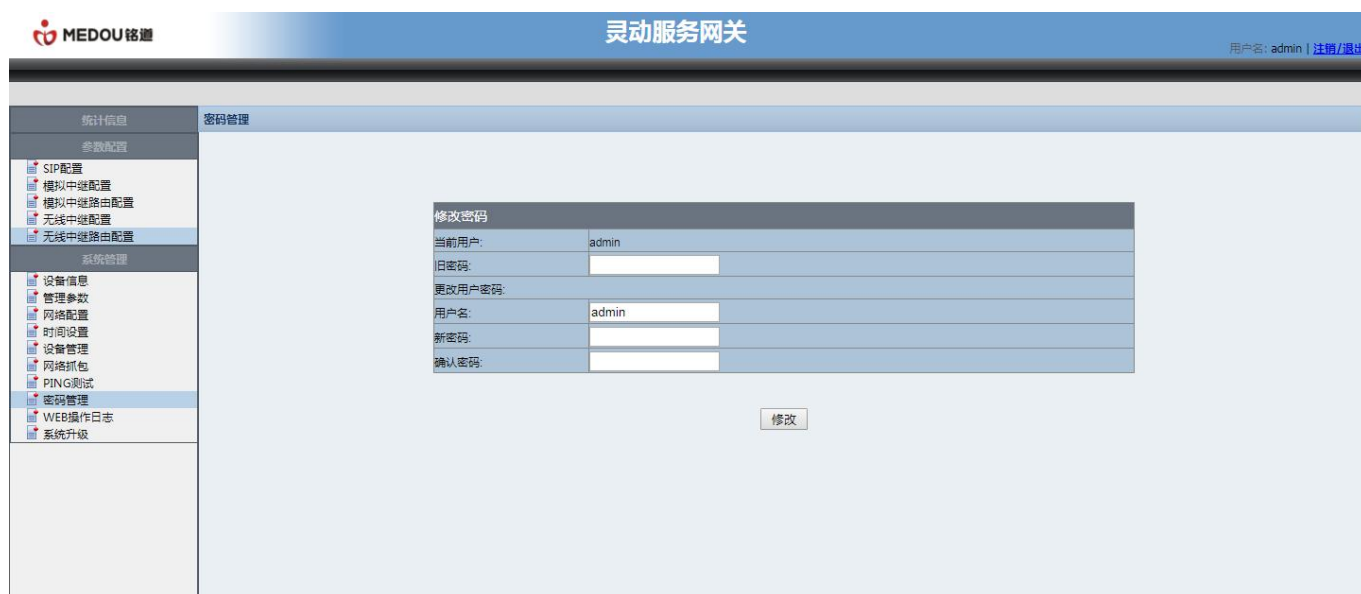 MEDOU铭道
灵动服务网关
用户名: admin | 注销/退出
统计信息
密码管理
参数配置
SIP配置
模拟中继配置
模拟中继路由配置
无线中继配置
无线中继路由配置
系统管理
设备信息
管理参数
网络配置
时间设置
设备管理
网络抓包
PING测试
密码管理
WEB操作日志
系统升级
修改密码
当前用户: admin
旧密码:
更改用户密码:
用户名: admin
新密码:
确认密码:
修改